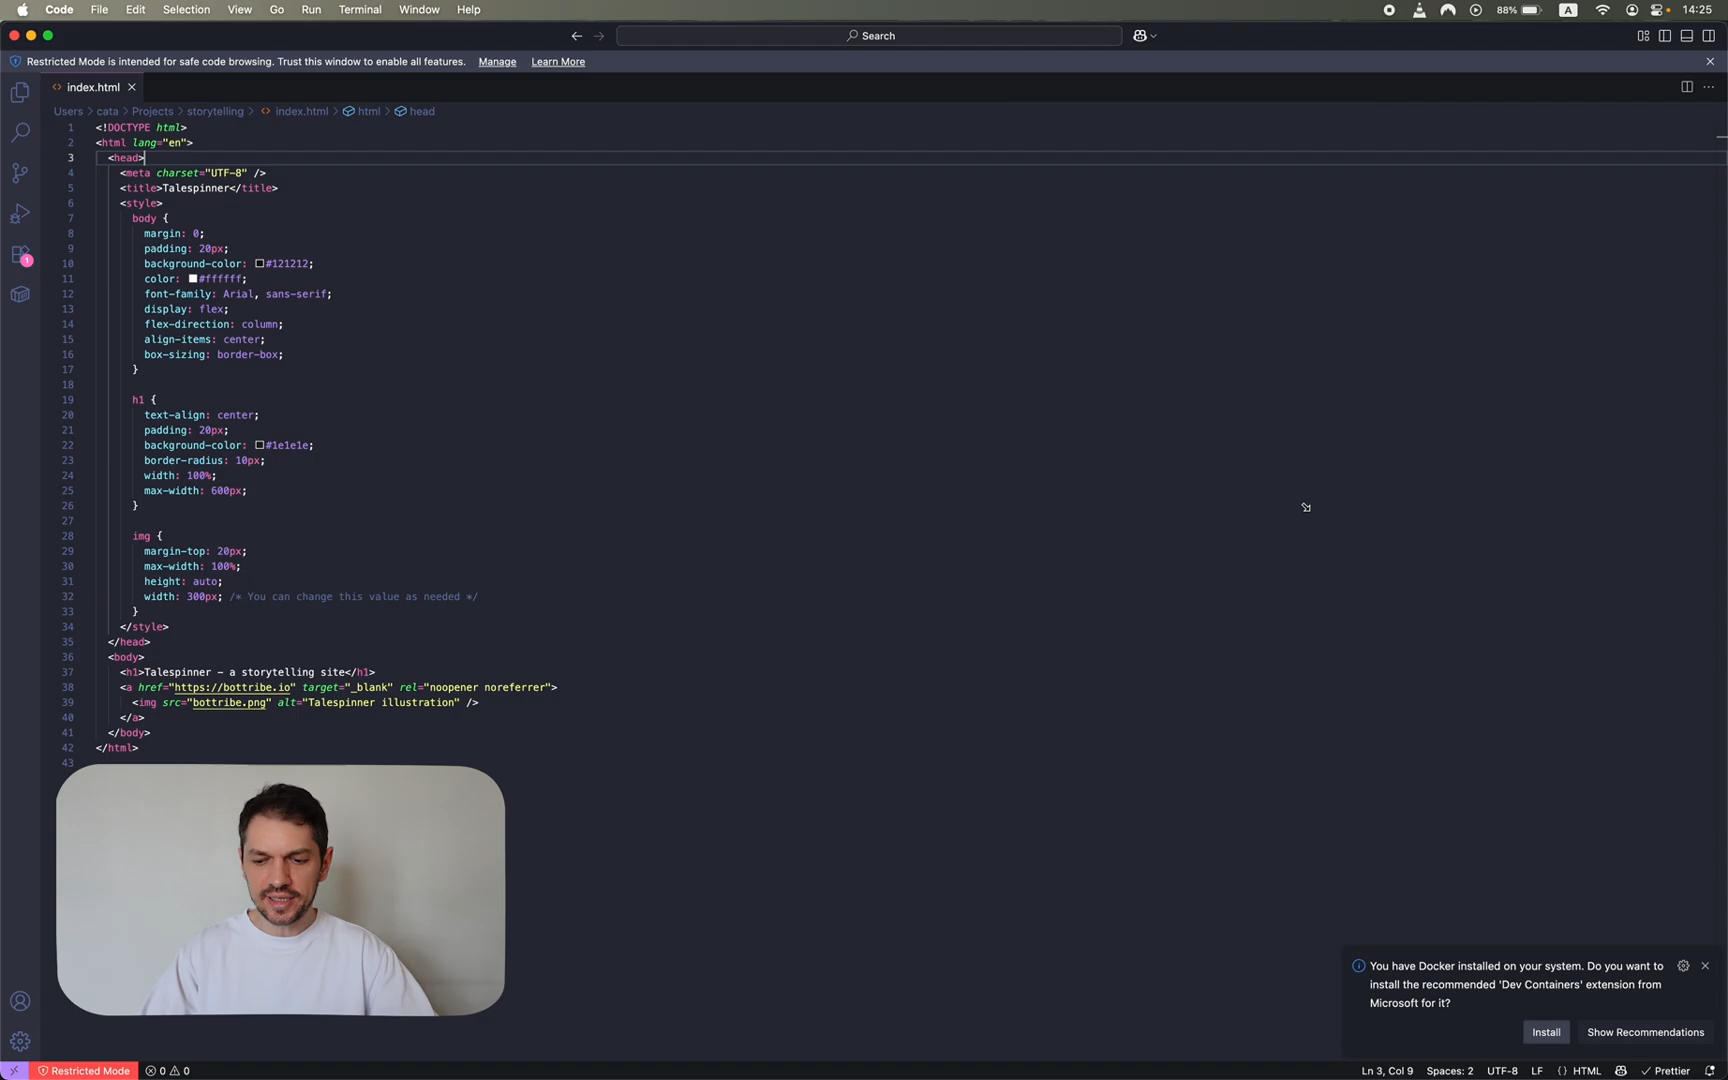 Code File Edit Selection View Go Run Terminal Window Help 88% A 14:25
Search
Restricted Mode is intended for safe code browsing. Trust this window to enable all features. Manage Learn More
index.html
Users > cata > Projects > storytelling > index.html > html > head
1 <!DOCTYPE html>
2 <html lang="en">
3 <head>
4 <meta charset="UTF-8" />
5 <title>Talespinner</title>
6 <style>
7 body {
8 margin: 0;
9 padding: 20px;
10 background-color: #121212;
11 color: #ffffff;
12 font-family: Arial, sans-serif;
13 display: flex;
14 flex-direction: column;
15 align-items: center;
16 box-sizing: border-box;
17 }
18
19 h1 {
20 text-align: center;
21 padding: 20px;
22 background-color: #1e1e1e;
23 border-radius: 10px;
24 width: 100%;
25 max-width: 600px;
26 }
27
28 img {
29 margin-top: 20px;
30 max-width: 100%;
31 height: auto;
32 width: 300px; /* You can change this value as needed */
33 }
34 </style>
35 </head>
36 <body>
37 <h1>Talespinner – a storytelling site</h1>
38 <a href="https://bottribe.io" target="_blank" rel="noopener noreferrer">
39 <img src="bottribe.png" alt="Talespinner illustration" />
40 </a>
41 </body>
42 </html>
43
1
You have Docker installed on your system. Do you want to
install the recommended 'Dev Containers' extension from
Microsoft for it?
Install Show Recommendations
Restricted Mode 0 0 Ln 3, Col 9 Spaces: 2 UTF-8 LF {} HTML Prettier